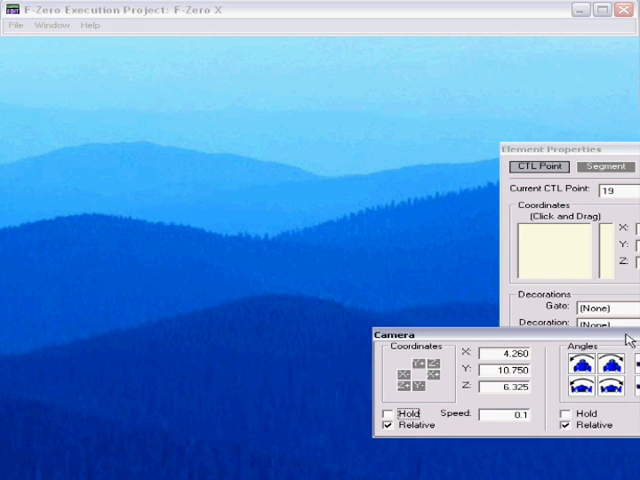 F-Zero Execution Project: F-Zero X
File Window Help
Element Properties
CTL Point Segment
Current CTL Point: 19
Coordinates
(Click and Drag)
X:
Y:
Z:
Decorations
Gate: (None)
Decoration: (None)
Camera
Coordinates
Y+ Z-
X- X+
Z+ Y-
X: 4.260
Y: 10.750
Z: 6.325
Hold Speed: 0.1
Relative
Angles
Hold
Relative